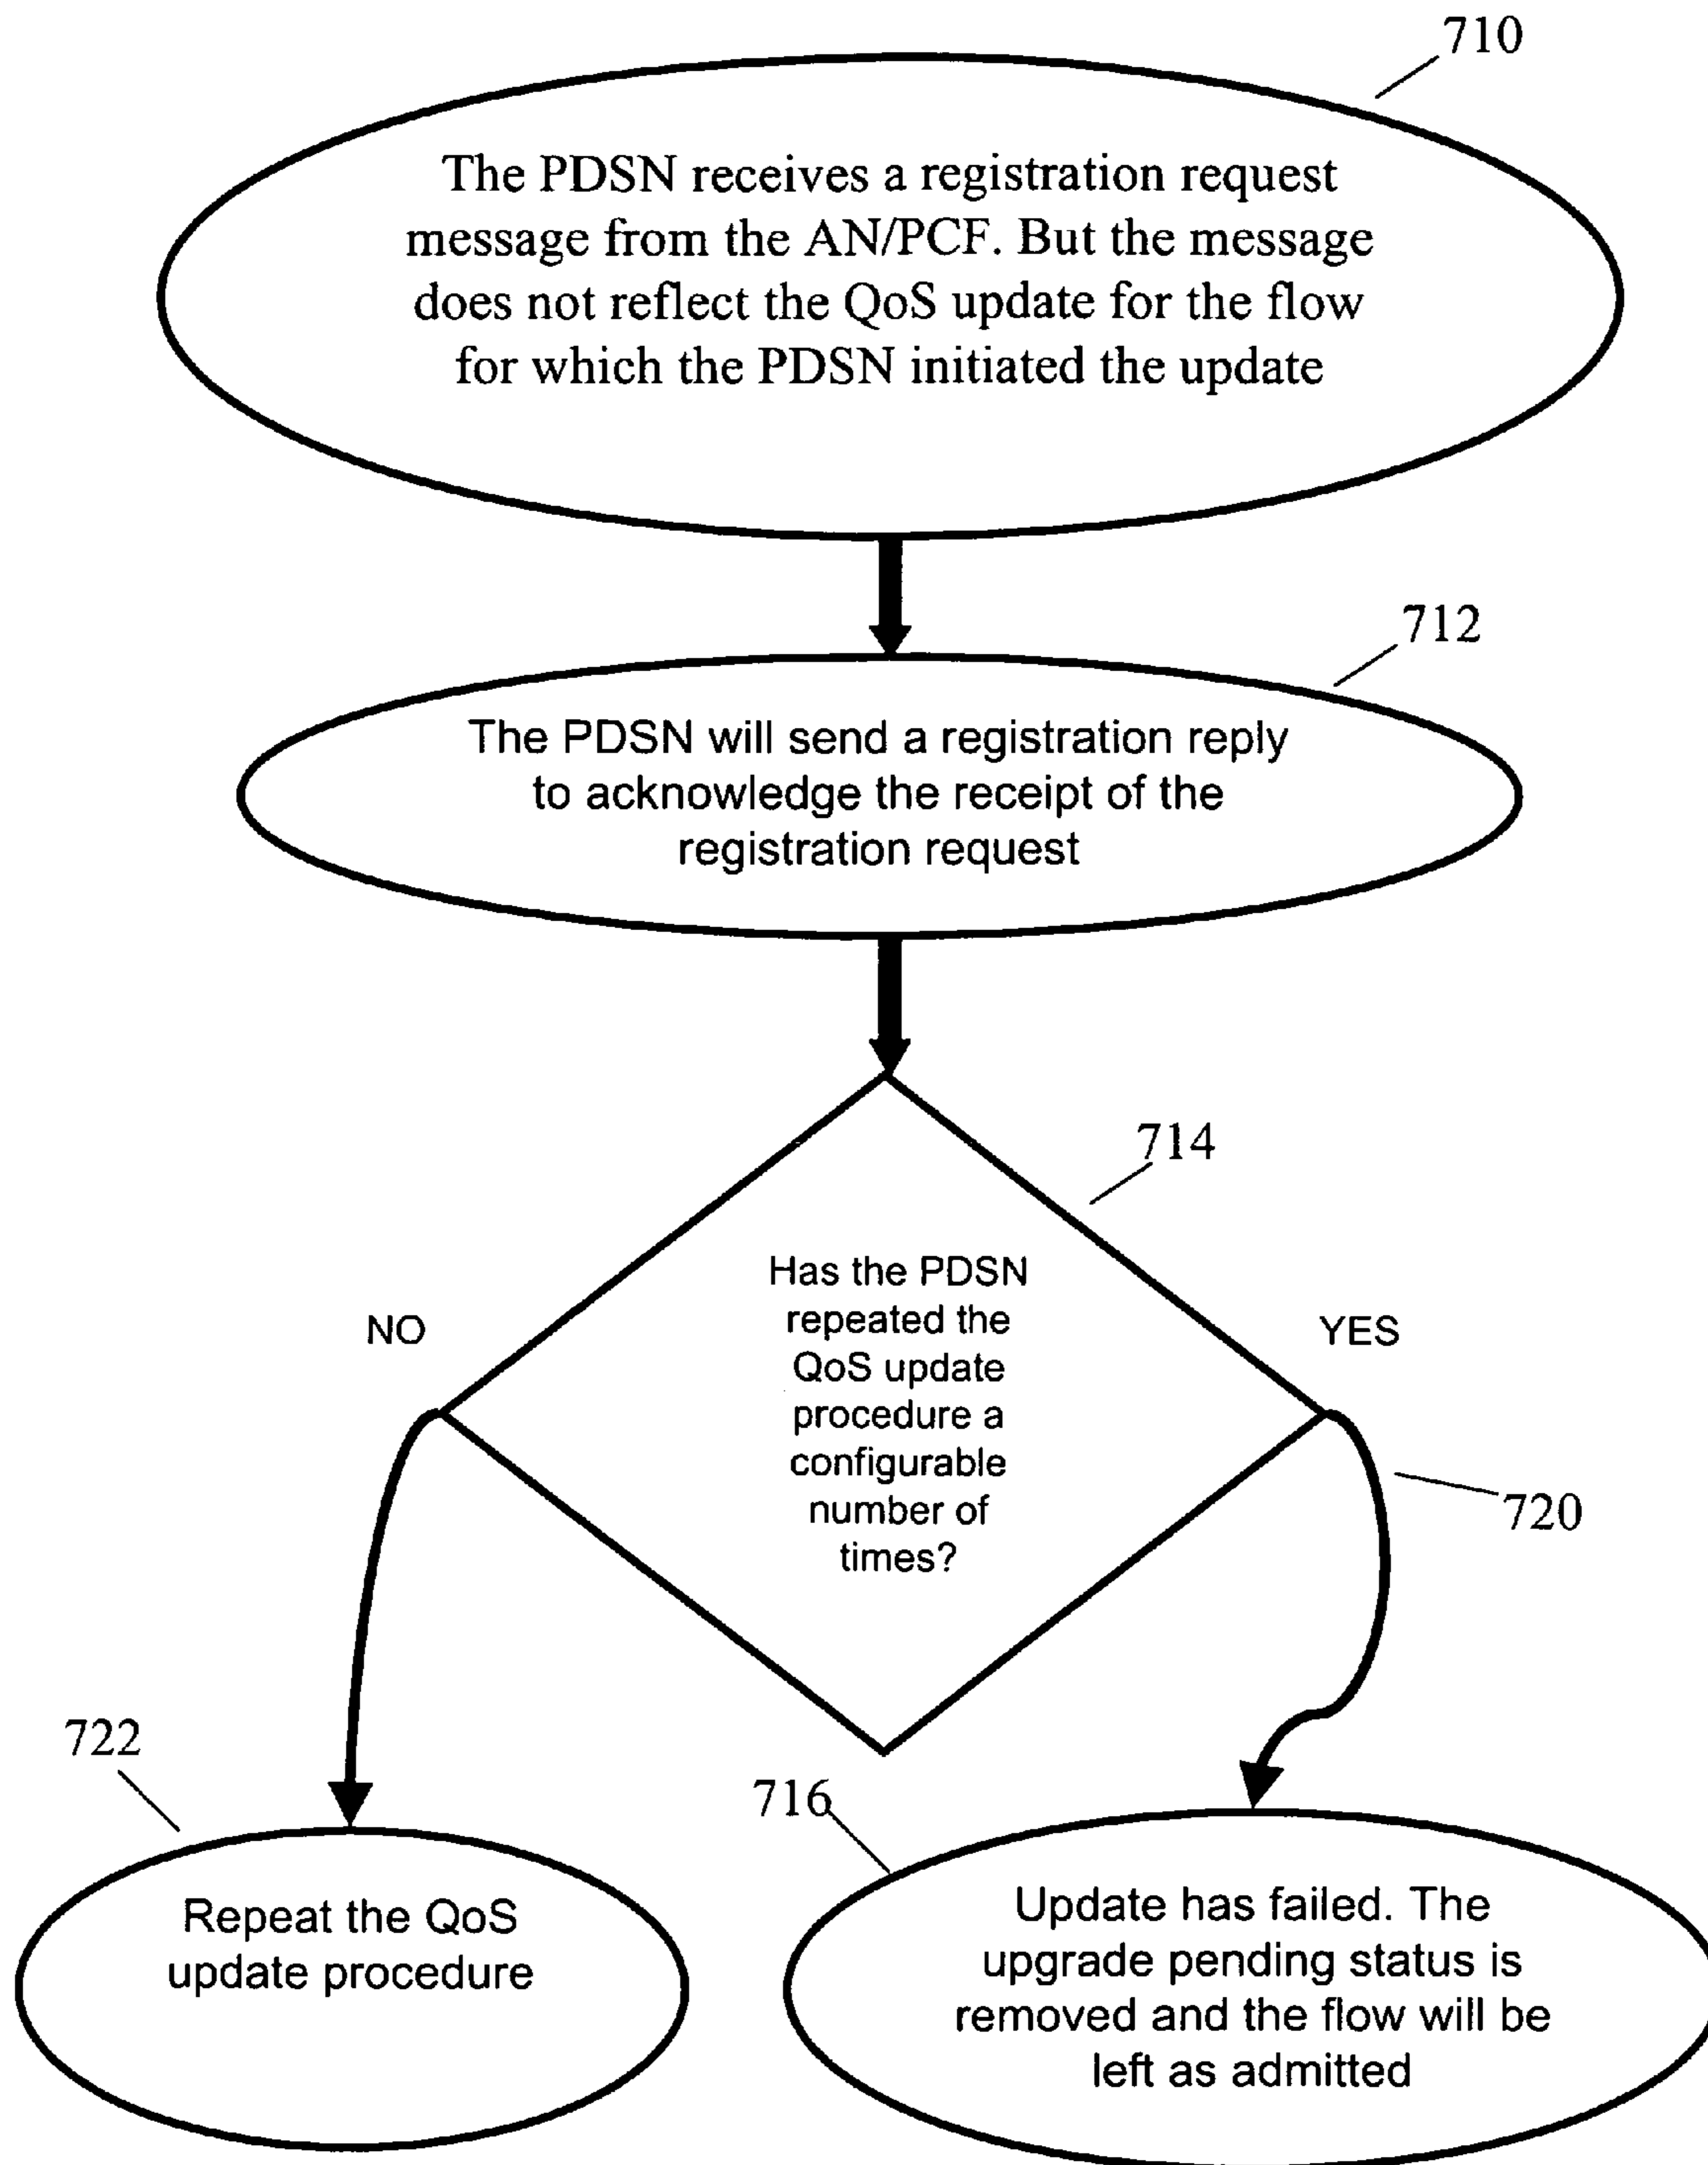 710
The PDSN receives a registration request
message from the AN/PCF. But the message
does not reflect the QoS update for the flow
for which the PDSN initiated the update
712
The PDSN will send a registration reply
to acknowledge the receipt of the
registration request
714
Has the PDSN
repeated the
QoS update
procedure a
configurable
number of
times?
NO
YES
720
722
Repeat the QoS
update procedure
716
Update has failed. The
upgrade pending status is
removed and the flow will be
left as admitted